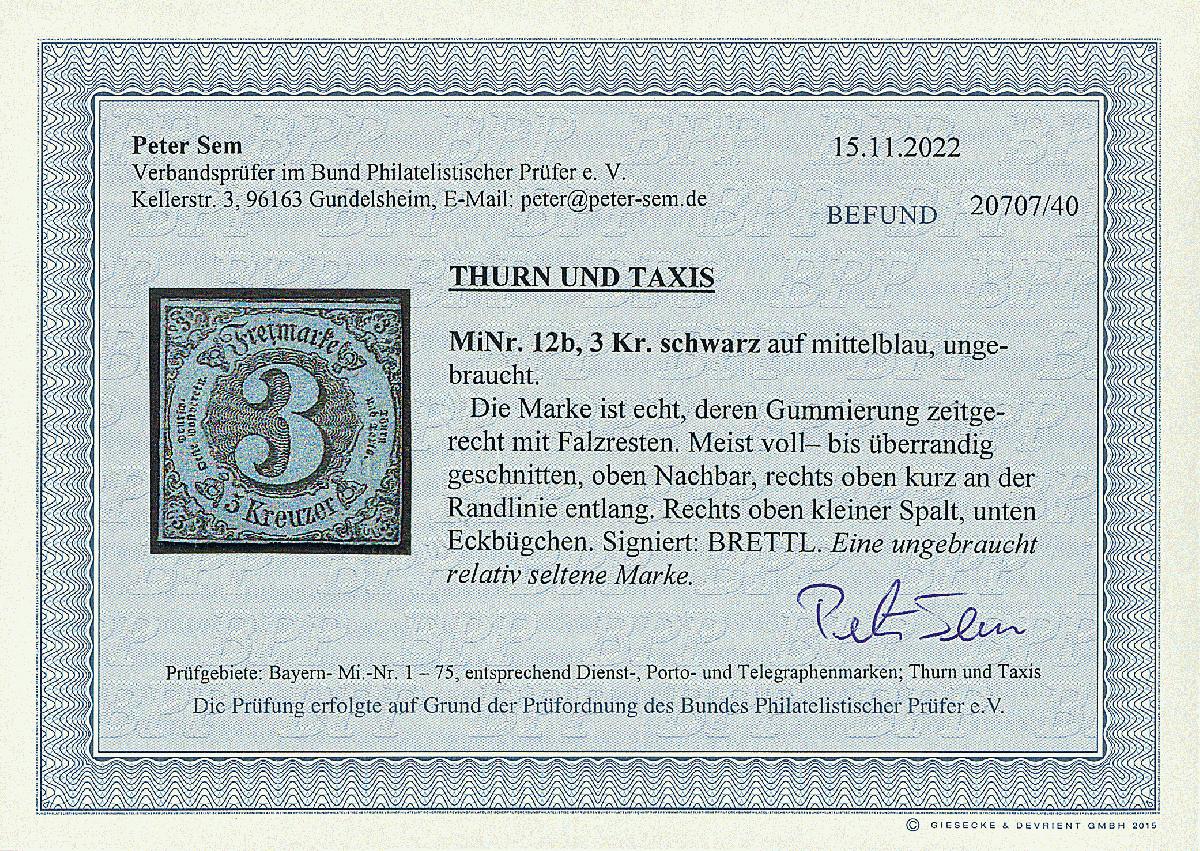 Peter Sem
Verbandsprüfer im Bund Philatelistischer Prüfer e. V.
Kellerstr. 3, 96163 Gundelsheim, E-Mail: peter@peter-sem.de
15.11.2022
BEFUND 20707/40
THURN UND TAXIS
MiNr. 12b, 3 Kr. schwarz auf mittelblau, unge-
braucht.
Die Marke ist echt, deren Gummierung zeitge-
recht mit Falzresten. Meist voll– bis überrandig
geschnitten, oben Nachbar, rechts oben kurz an der
Randlinie entlang. Rechts oben kleiner Spalt, unten
Eckbügchen. Signiert: BRETTL. Eine ungebraucht
relativ seltene Marke.
Freimarke
3
3 Kreuzer
Peter Sem
Prüfgebiete: Bayern- Mi.-Nr. 1 – 75, entsprechend Dienst-, Porto- und Telegraphenmarken; Thurn und Taxis
Die Prüfung erfolgte auf Grund der Prüfordnung des Bundes Philatelistischer Prüfer e.V.
© GIESECKE & DEVRIENT GMBH 2015